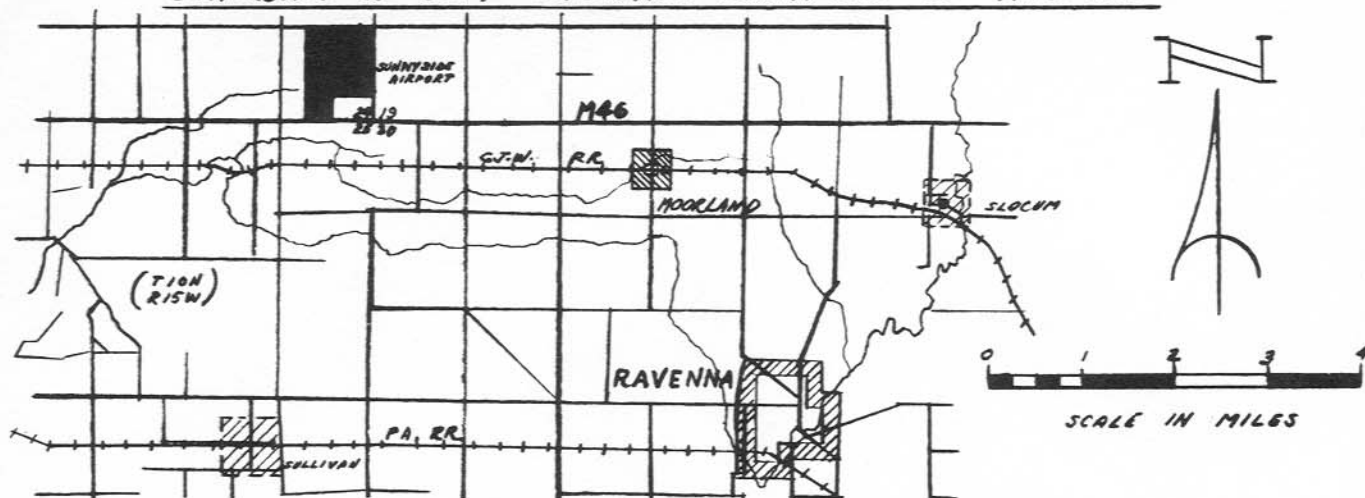 SUNNYSIDE
AIRPORT
24 19
25 30
M46
G.T.W. RR
MOORLAND
SLOCUM
(T10N
R15W)
RAVENNA
PA, RR
SULLIVAN
N
0 1 2 3 4
SCALE IN MILES